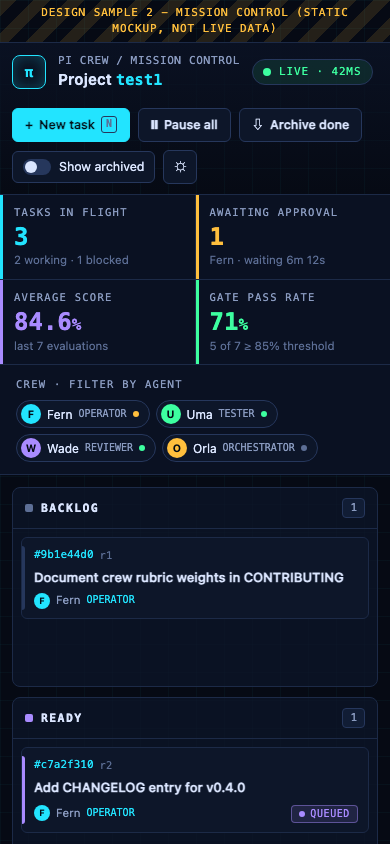 DESIGN SAMPLE 2 — MISSION CONTROL (STATIC
MOCKUP, NOT LIVE DATA)
π
PI CREW / MISSION CONTROL
Project test1
LIVE · 42MS
+ New task N
Pause all
Archive done
Show archived
TASKS IN FLIGHT
3
2 working · 1 blocked
AWAITING APPROVAL
1
Fern · waiting 6m 12s
AVERAGE SCORE
84.6%
last 7 evaluations
GATE PASS RATE
71%
5 of 7 ≥ 85% threshold
CREW · FILTER BY AGENT
F Fern OPERATOR
U Uma TESTER
W Wade REVIEWER
O Orla ORCHESTRATOR
BACKLOG 1
#9b1e44d0 r1
Document crew rubric weights in CONTRIBUTING
F Fern OPERATOR
READY 1
#c7a2f310 r2
Add CHANGELOG entry for v0.4.0
F Fern OPERATOR
QUEUED